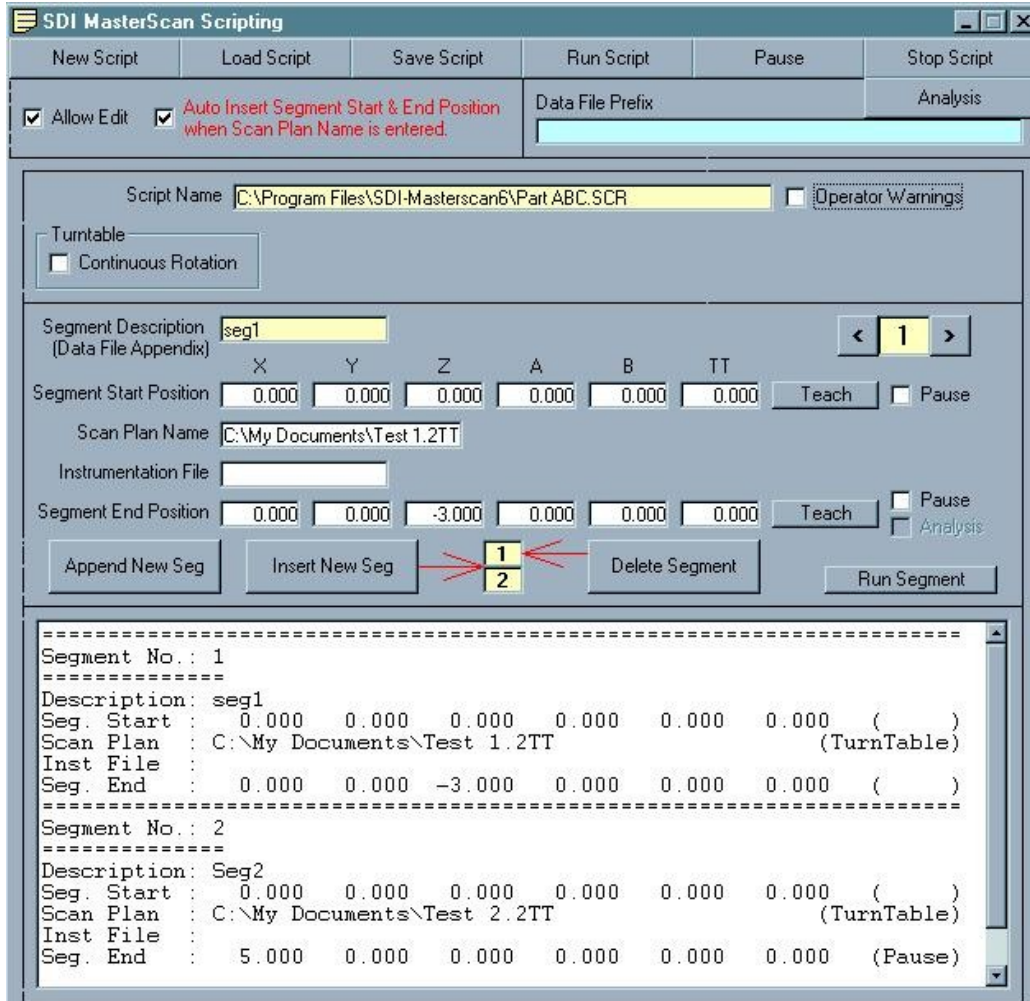 SDI MasterScan Scripting
New Script Load Script Save Script Run Script Pause Stop Script
Allow Edit Auto Insert Segment Start & End Position
when Scan Plan Name is entered.
Data File Prefix Analysis
Script Name C:\Program Files\SDI-Masterscan6\Part ABC.SCR Operator Warnings
Turntable
Continuous Rotation
Segment Description seg1
(Data File Appendix)
< 1 >
X Y Z A B TT
Segment Start Position 0.000 0.000 0.000 0.000 0.000 0.000 Teach Pause
Scan Plan Name C:\My Documents\Test 1.2TT
Instrumentation File
Segment End Position 0.000 0.000 -3.000 0.000 0.000 0.000 Teach Pause
Analysis
Append New Seg Insert New Seg 1 Delete Segment
2
Run Segment
=====================================================================
Segment No.: 1
==============
Description: seg1
Seg. Start : 0.000 0.000 0.000 0.000 0.000 0.000 ( )
Scan Plan : C:\My Documents\Test 1.2TT (TurnTable)
Inst File :
Seg. End : 0.000 0.000 -3.000 0.000 0.000 0.000 ( )
=====================================================================
Segment No.: 2
==============
Description: Seg2
Seg. Start : 0.000 0.000 0.000 0.000 0.000 0.000 ( )
Scan Plan : C:\My Documents\Test 2.2TT (TurnTable)
Inst File :
Seg. End : 5.000 0.000 0.000 0.000 0.000 0.000 (Pause)